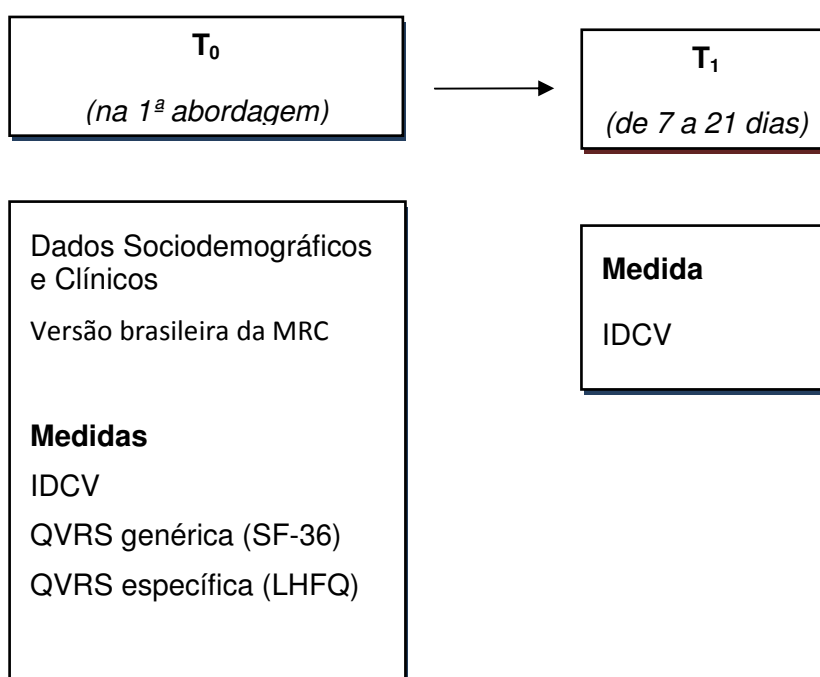 T₀
(na 1ª abordagem)
T₁
(de 7 a 21 dias)
Dados Sociodemográficos
e Clínicos
Versão brasileira da MRC
Medidas
IDCV
QVRS genérica (SF-36)
QVRS específica (LHFQ)
Medida
IDCV